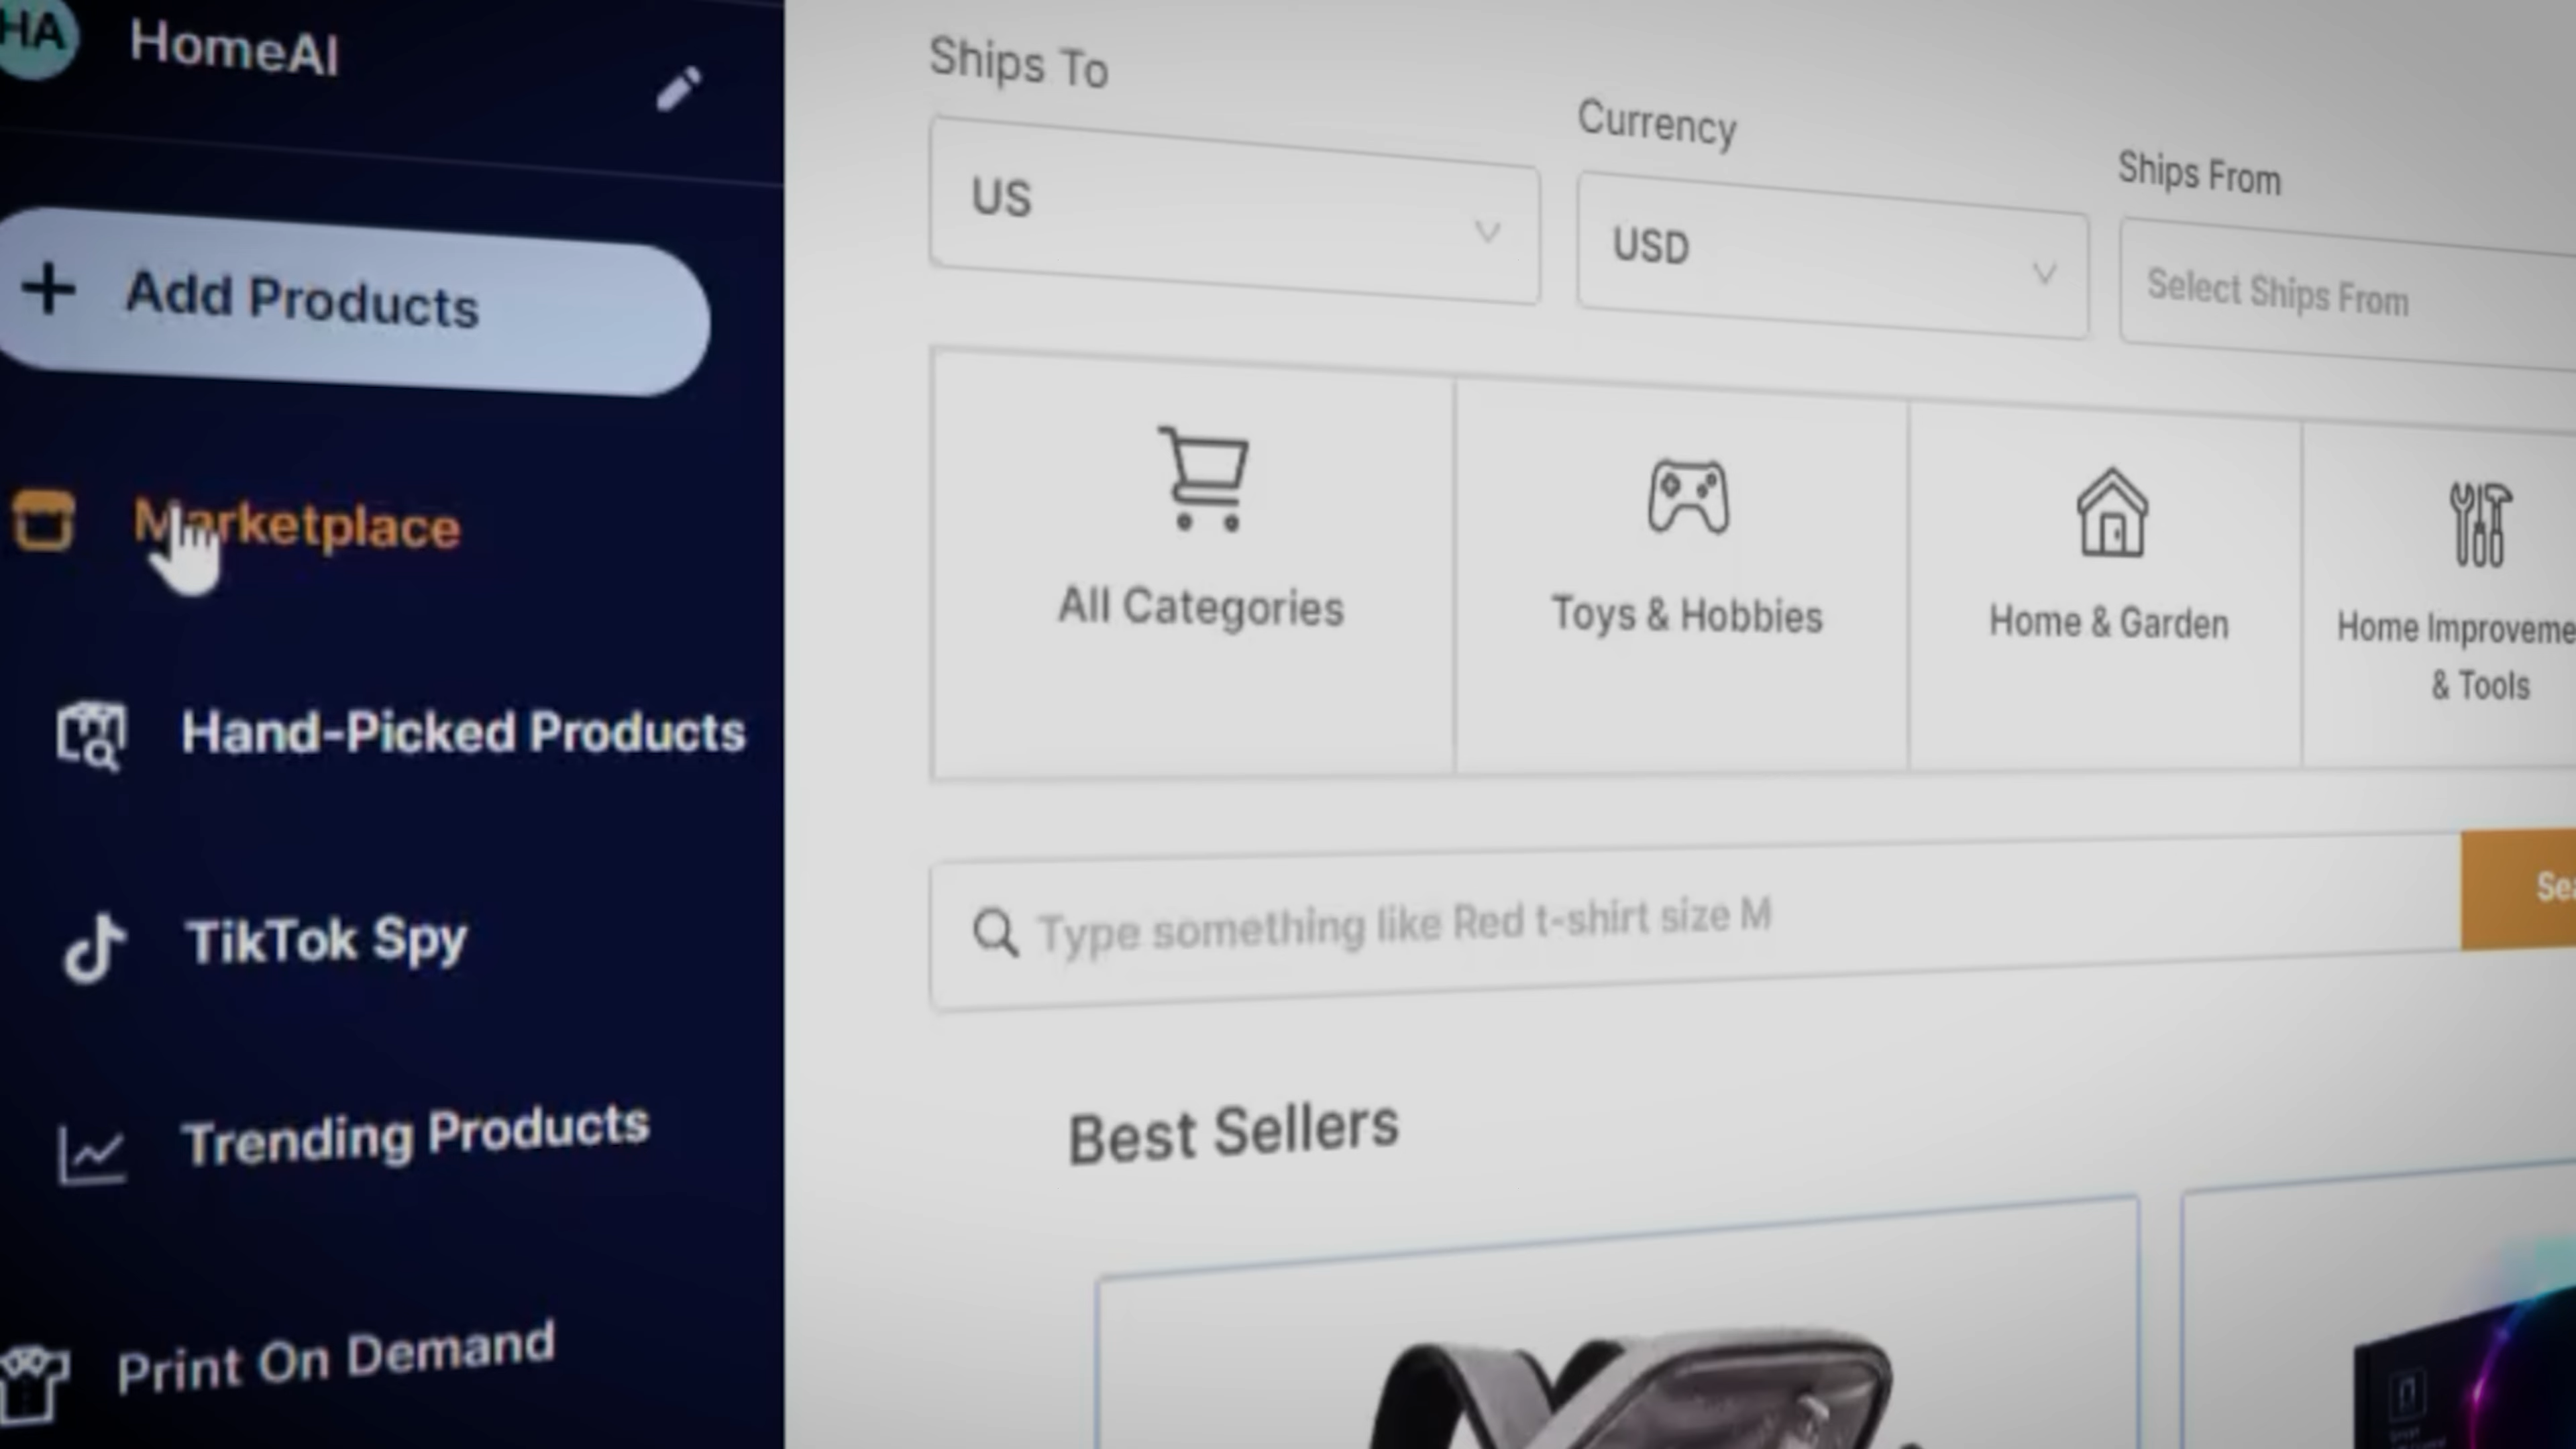 HA
HomeAI
Add Products
Marketplace
Hand-Picked Products
TikTok Spy
Trending Products
Print On Demand
Ships To
US
Currency
USD
Ships From
Select Ships From
All Categories
Toys & Hobbies
Home & Garden
Home Improveme
& Tools
Type something like Red t-shirt size M
Sea
Best Sellers